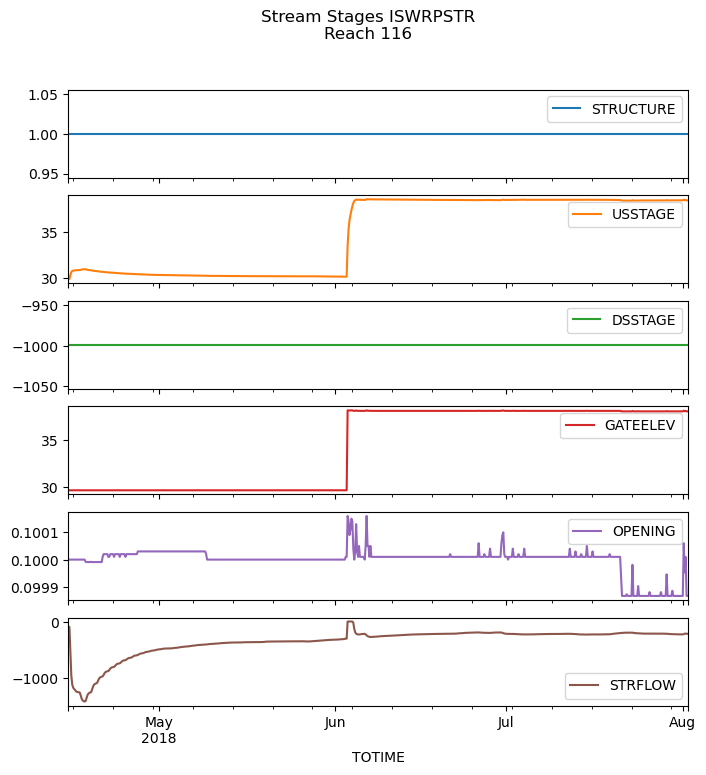 Stream Stages ISWRPSTR
Reach 116
1.05
1.00
0.95
STRUCTURE
35
30
USSTAGE
−950
−1000
−1050
DSSTAGE
35
30
GATEELEV
0.1001
0.1000
0.0999
OPENING
0
−1000
STRFLOW
May
2018
Jun
Jul
Aug
TOTIME